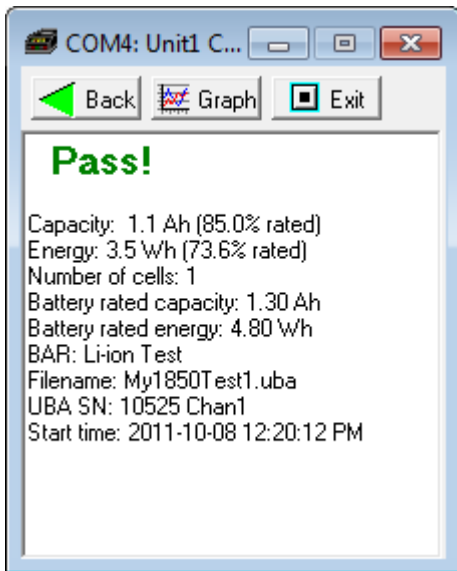 COM4: Unit1 C...
Back Graph Exit
Pass!
Capacity: 1.1 Ah (85.0% rated)
Energy: 3.5 Wh (73.6% rated)
Number of cells: 1
Battery rated capacity: 1.30 Ah
Battery rated energy: 4.80 Wh
BAR: Li-ion Test
Filename: My1850Test1.uba
UBA SN: 10525 Chan1
Start time: 2011-10-08 12:20:12 PM